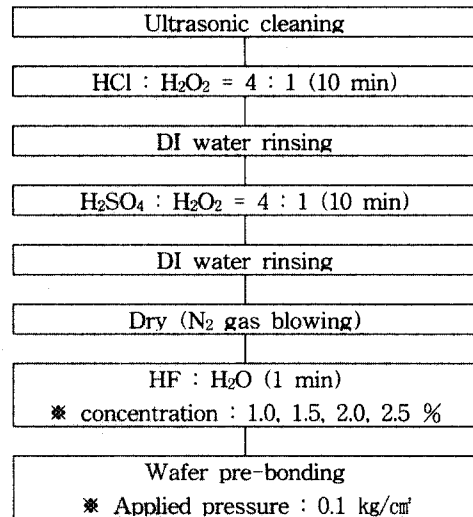 Ultrasonic cleaning
HCl : H₂O₂ = 4 : 1 (10 min)
DI water rinsing
H₂SO₄ : H₂O₂ = 4 : 1 (10 min)
DI water rinsing
Dry (N₂ gas blowing)
HF : H₂O (1 min)
※ concentration : 1.0, 1.5, 2.0, 2.5 %
Wafer pre-bonding
※ Applied pressure : 0.1 kg/㎠